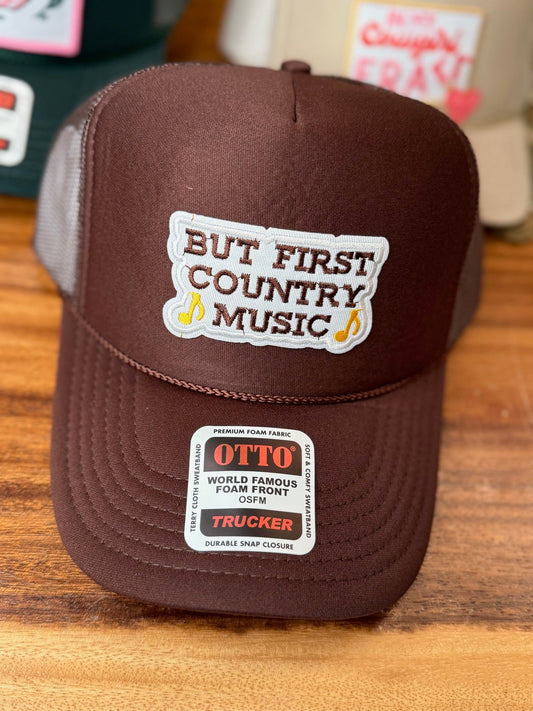 Cowgirl
BUT FIRST
COUNTRY
MUSIC
PREMIUM FOAM FABRIC
TERRY CLOTH SWEATBAND
OTTO®
WORLD FAMOUS
FOAM FRONT
OSFM
TRUCKER
SOFT & COMFY SWEATBAND
DURABLE SNAP CLOSURE